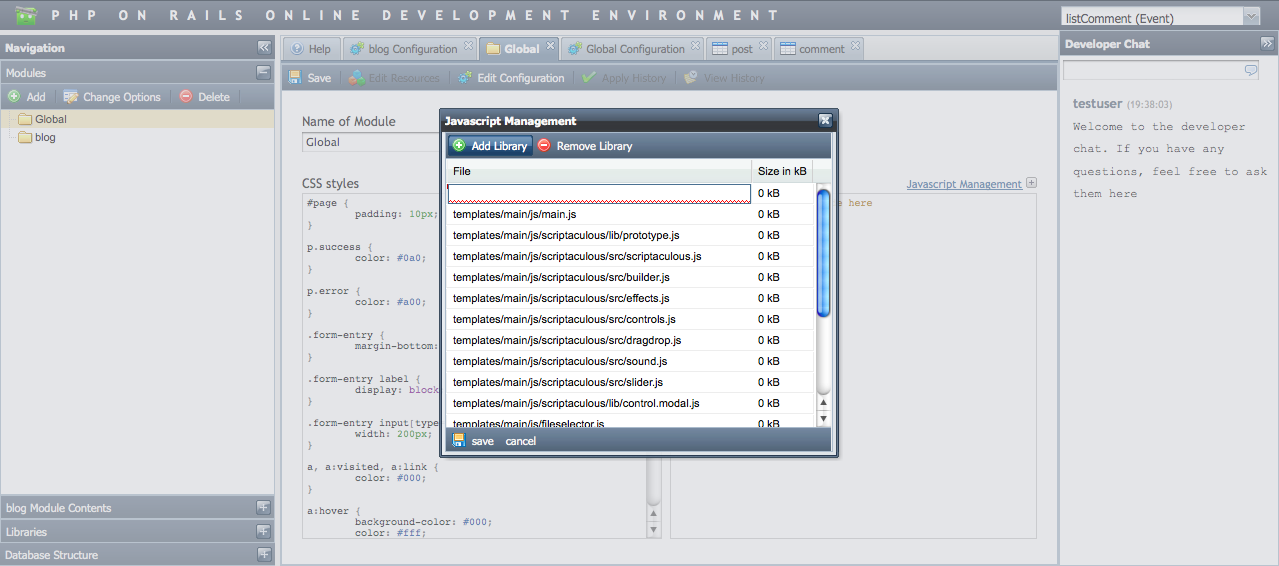 PHP ON RAILS ONLINE DEVELOPMENT ENVIRONMENT
listComment (Event)
Navigation
Modules
Add Change Options Delete
Global
blog
blog Module Contents
Libraries
Database Structure
Help blog Configuration Global Global Configuration post comment
Save Edit Resources Edit Configuration Apply History View History
Name of Module
Global
CSS styles
Javascript Management
#page {
padding: 10px;
}
p.success {
color: #0a0;
}
p.error {
color: #a00;
}
.form-entry {
margin-bottom:
}
.form-entry label {
display: block
}
.form-entry input[type
width: 200px;
}
a, a:visited, a:link {
color: #000;
}
a:hover {
background-color: #000;
color: #fff;
here
Javascript Management
Add Library Remove Library
File Size in kB
0 kB
templates/main/js/main.js 0 kB
templates/main/js/scriptaculous/lib/prototype.js 0 kB
templates/main/js/scriptaculous/src/scriptaculous.js 0 kB
templates/main/js/scriptaculous/src/builder.js 0 kB
templates/main/js/scriptaculous/src/effects.js 0 kB
templates/main/js/scriptaculous/src/controls.js 0 kB
templates/main/js/scriptaculous/src/dragdrop.js 0 kB
templates/main/js/scriptaculous/src/sound.js 0 kB
templates/main/js/scriptaculous/src/slider.js 0 kB
templates/main/js/scriptaculous/lib/control.modal.js 0 kB
templates/main/js/fileselector.js 0 kB
save cancel
Developer Chat
testuser (19:38:03)
Welcome to the developer
chat. If you have any
questions, feel free to ask
them here